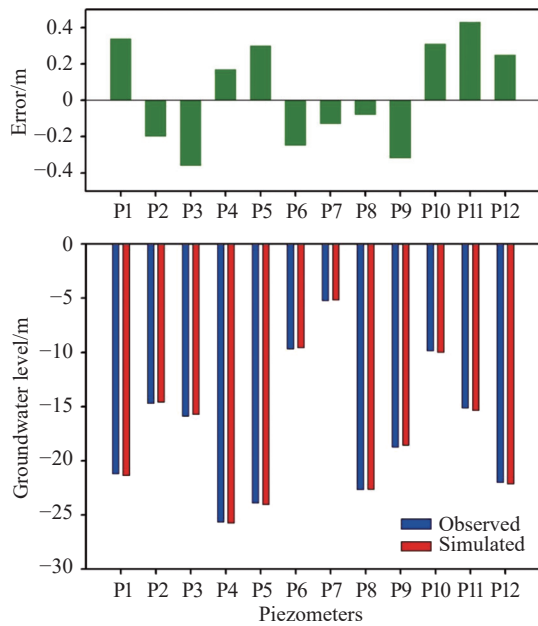 Error/m
0.4
0.2
0
−0.2
−0.4
P1 P2 P3 P4 P5 P6 P7 P8 P9 P10 P11 P12
Groundwater level/m
0
−5
−10
−15
−20
−25
−30
Observed
Simulated
P1 P2 P3 P4 P5 P6 P7 P8 P9 P10 P11 P12
Piezometers